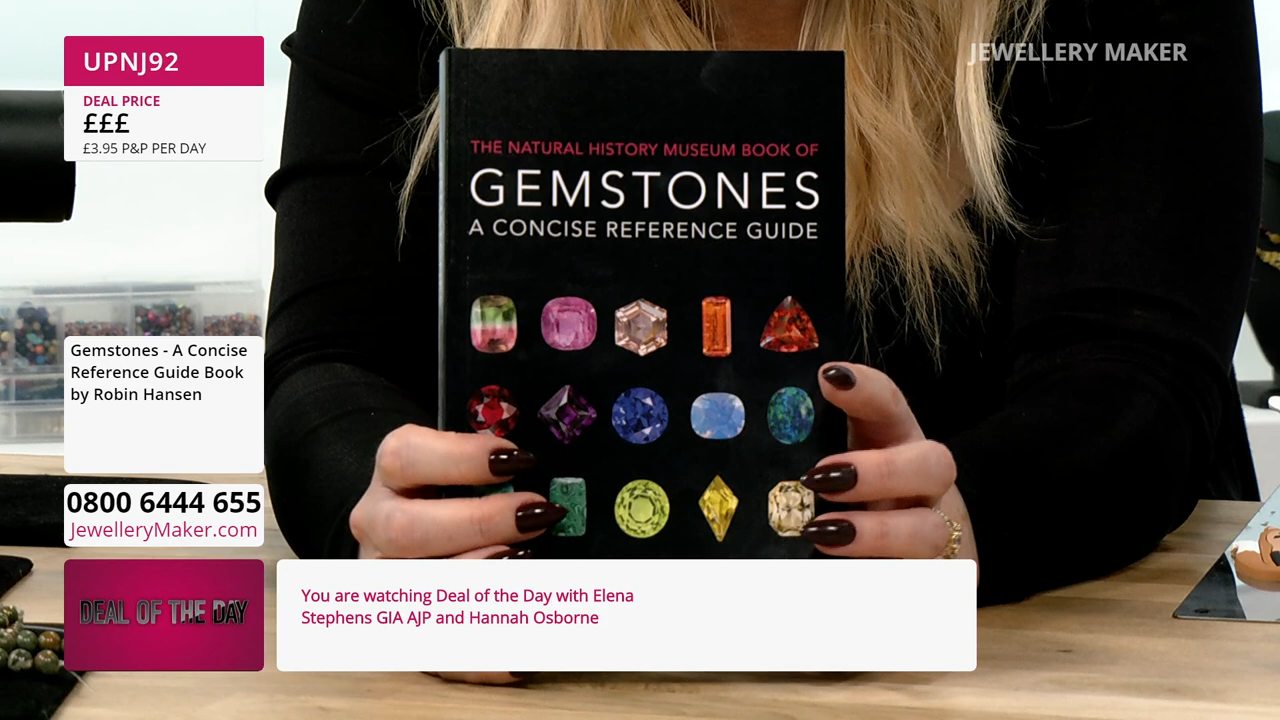 UPNJ92
DEAL PRICE
£££
£3.95 P&P PER DAY
JEWELLERY MAKER
THE NATURAL HISTORY MUSEUM BOOK OF
GEMSTONES
A CONCISE REFERENCE GUIDE
Gemstones - A Concise
Reference Guide Book
by Robin Hansen
0800 6444 655
JewelleryMaker.com
DEAL OF THE DAY
You are watching Deal of the Day with Elena
Stephens GIA AJP and Hannah Osborne